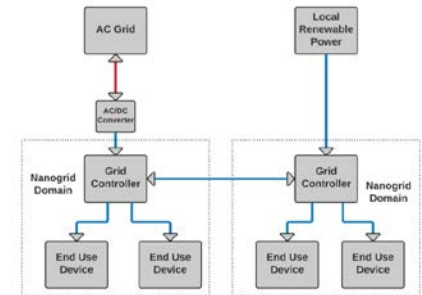 AC Grid
Local
Renewable
Power
AC/DC
Converter
Nanogrid
Domain
Grid
Controller
Grid
Controller
Nanogrid
Domain
End Use
Device
End Use
Device
End Use
Device
End Use
Device